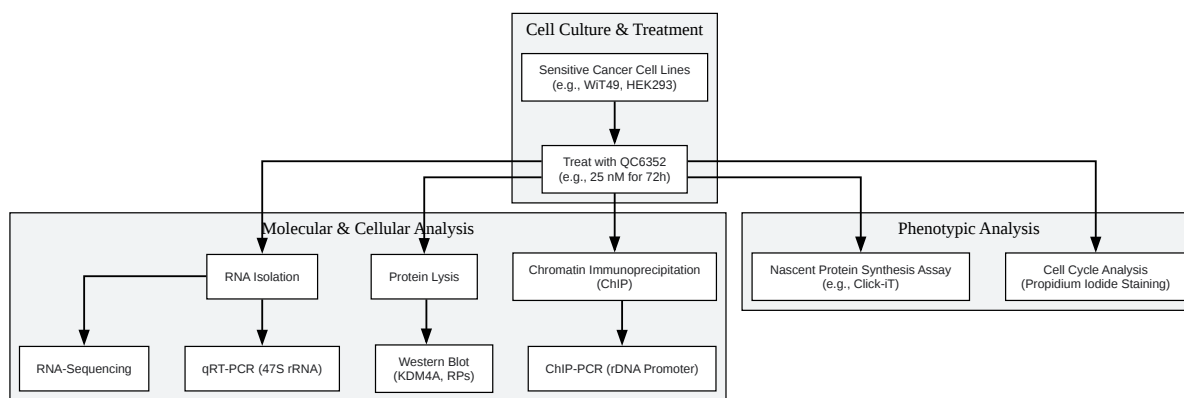 Cell Culture & Treatment
Sensitive Cancer Cell Lines
(e.g., WiT49, HEK293)
Treat with QC6352
(e.g., 25 nM for 72h)
Molecular & Cellular Analysis
Phenotypic Analysis
RNA Isolation
Protein Lysis
Chromatin Immunoprecipitation
(ChIP)
Nascent Protein Synthesis Assay
(e.g., Click-iT)
Cell Cycle Analysis
(Propidium Iodide Staining)
RNA-Sequencing
qRT-PCR (47S rRNA)
Western Blot
(KDM4A, RPs)
ChIP-PCR (rDNA Promoter)